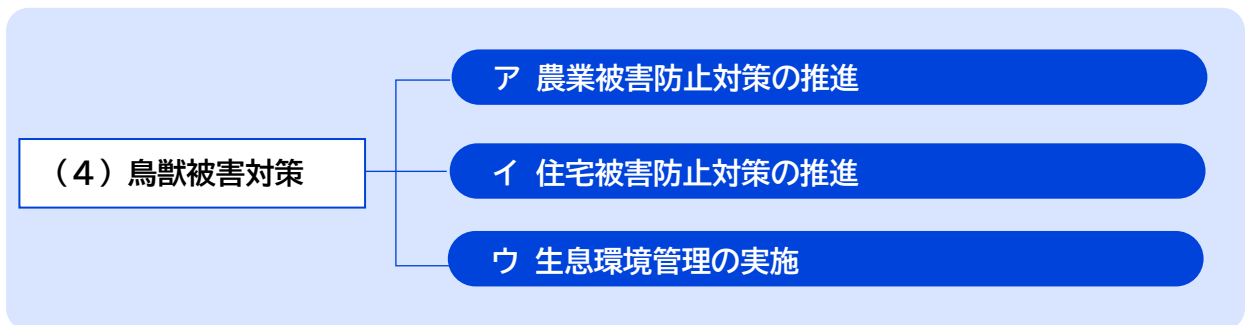 ア 農業被害防止対策の推進
（４）鳥獣被害対策
イ 住宅被害防止対策の推進
ウ 生息環境管理の実施